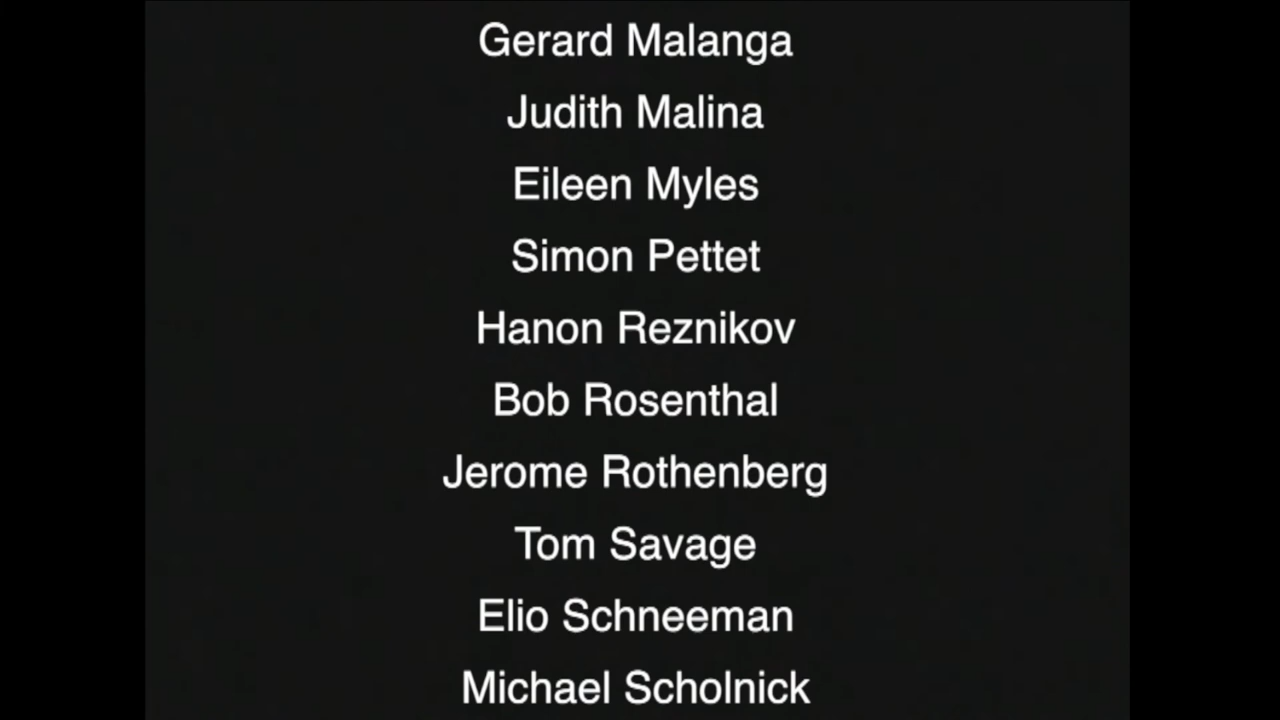 Gerard Malanga
Judith Malina
Eileen Myles
Simon Pettet
Hanon Reznikov
Bob Rosenthal
Jerome Rothenberg
Tom Savage
Elio Schneeman
Michael Scholnick